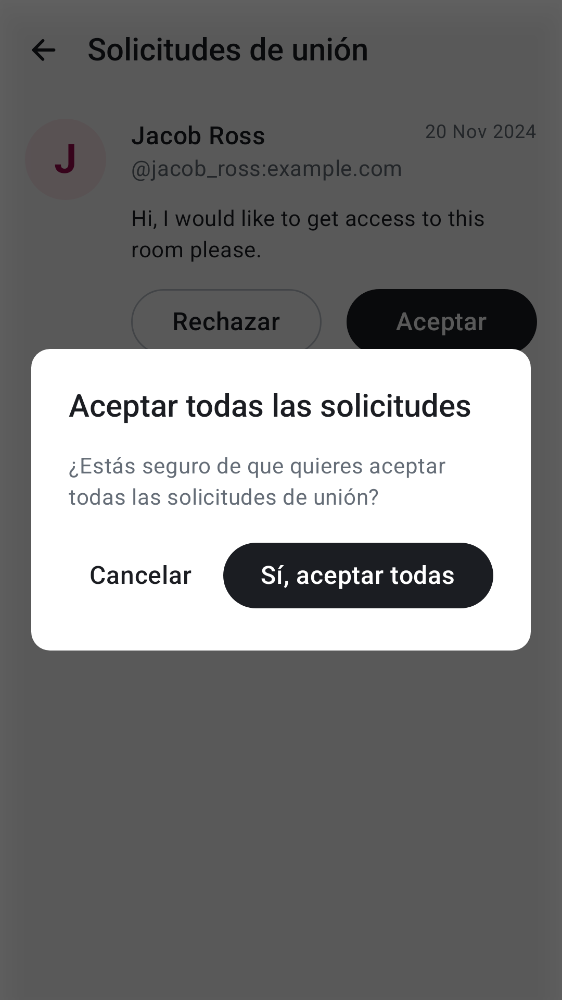 Solicitudes de unión
J
Jacob Ross
20 Nov 2024
@jacob_ross:example.com
Hi, I would like to get access to this
room please.
Rechazar
Aceptar
Aceptar todas las solicitudes
¿Estás seguro de que quieres aceptar
todas las solicitudes de unión?
Cancelar
Sí, aceptar todas